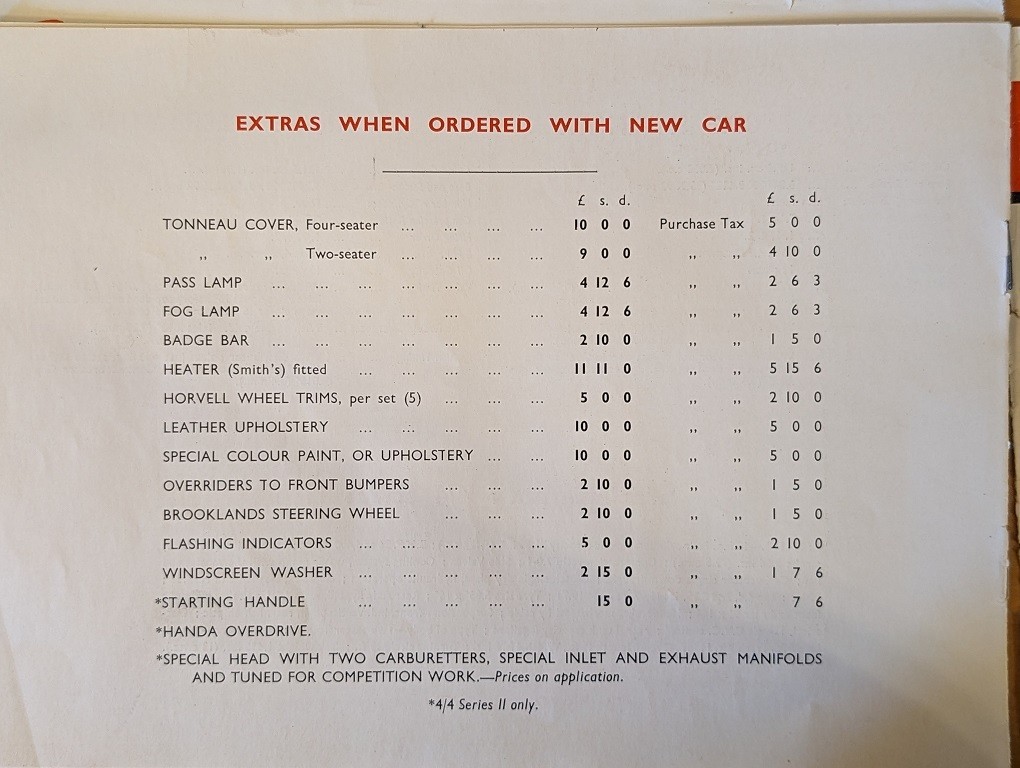 EXTRAS WHEN ORDERED WITH NEW CAR
£ s. d. £ s. d.
TONNEAU COVER, Four-seater ... ... ... ... 10 0 0 Purchase Tax 5 0 0
,, ,, Two-seater ... ... ... ... 9 0 0 ,, ,, 4 10 0
PASS LAMP ... ... ... ... ... ... ... 4 12 6 ,, ,, 2 6 3
FOG LAMP ... ... ... ... ... ... ... 4 12 6 ,, ,, 2 6 3
BADGE BAR ... ... ... ... ... ... ... 2 10 0 ,, ,, 1 5 0
HEATER (Smith's) fitted ... ... ... ... ... 11 11 0 ,, ,, 5 15 6
HORVELL WHEEL TRIMS, per set (5) ... ... ... 5 0 0 ,, ,, 2 10 0
LEATHER UPHOLSTERY ... ... ... ... ... 10 0 0 ,, ,, 5 0 0
SPECIAL COLOUR PAINT, OR UPHOLSTERY ... ... 10 0 0 ,, ,, 5 0 0
OVERRIDERS TO FRONT BUMPERS ... ... ... 2 10 0 ,, ,, 1 5 0
BROOKLANDS STEERING WHEEL ... ... ... 2 10 0 ,, ,, 1 5 0
FLASHING INDICATORS ... ... ... ... ... 5 0 0 ,, ,, 2 10 0
WINDSCREEN WASHER ... ... ... ... ... 2 15 0 ,, ,, 1 7 6
*STARTING HANDLE ... ... ... ... ... 15 0 ,, ,, 7 6
*HANDA OVERDRIVE.
*SPECIAL HEAD WITH TWO CARBURETTERS, SPECIAL INLET AND EXHAUST MANIFOLDS
AND TUNED FOR COMPETITION WORK.—Prices on application.
*4/4 Series II only.